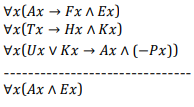 ∀x(Ax → Fx ∧ Ex)
∀x(Tx → Hx ∧ Kx)
∀x(Ux ∨ Kx → Ax ∧ (−Px))
------------------------------------
∀x(Ax ∧ Ex)